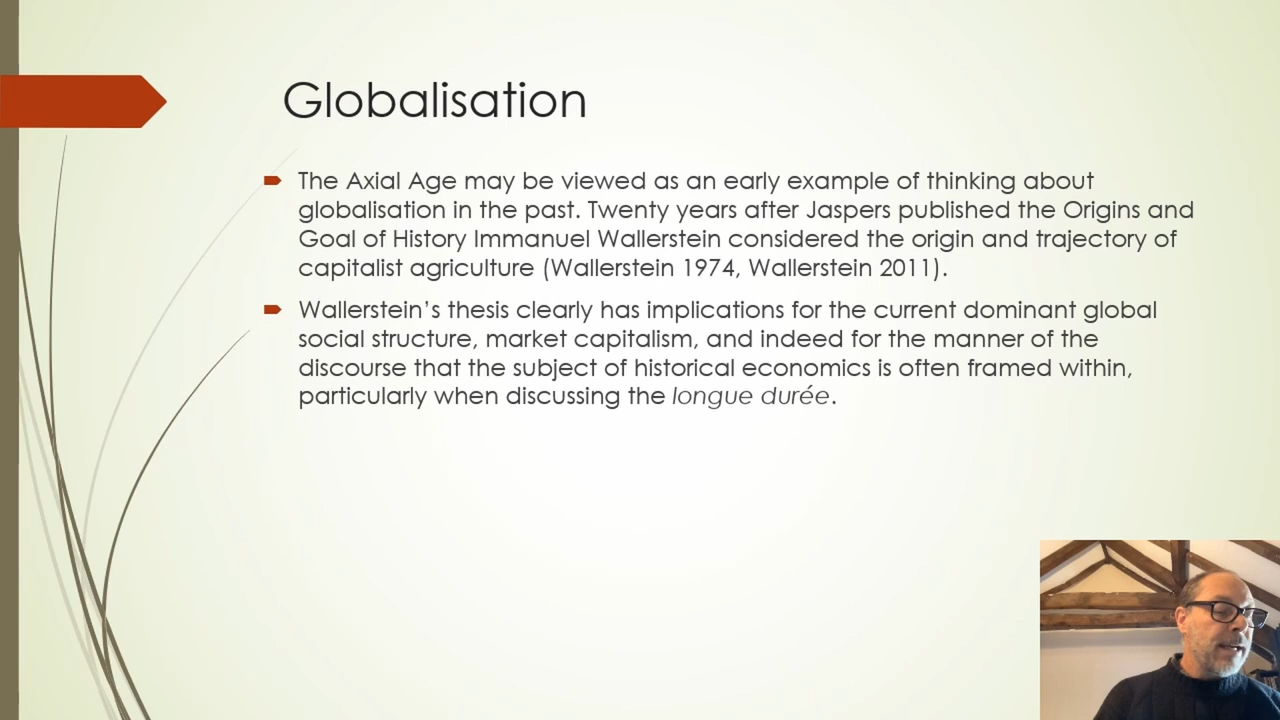 Globalisation
The Axial Age may be viewed as an early example of thinking about
globalisation in the past. Twenty years after Jaspers published the Origins and
Goal of History Immanuel Wallerstein considered the origin and trajectory of
capitalist agriculture (Wallerstein 1974, Wallerstein 2011).
Wallerstein’s thesis clearly has implications for the current dominant global
social structure, market capitalism, and indeed for the manner of the
discourse that the subject of historical economics is often framed within,
particularly when discussing the longue durée.